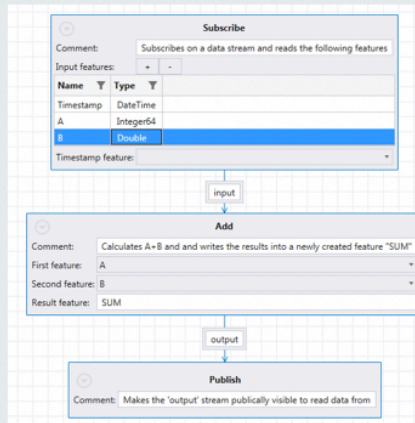 Subscribe
Comment: Subscribes on a data stream and reads the following features
Input features: + -
Name Type
Timestamp DateTime
A Integer64
B Double
Timestamp feature:
input
Add
Comment: Calculates A+B and and writes the results into a newly created feature "SUM"
First feature: A
Second feature: B
Result feature: SUM
output
Publish
Comment: Makes the 'output' stream publically visible to read data from